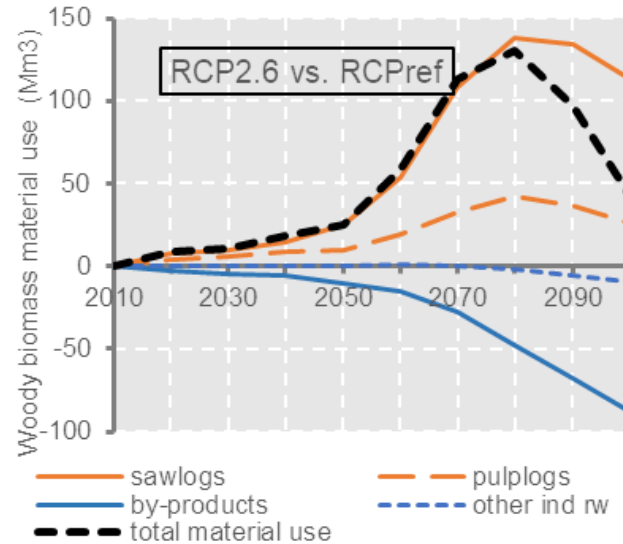 150
RCP2.6 vs. RCPref
100
50
0
2010 2030 2050 2070 2090
-50
-100
Woody biomass material use (Mm3)
sawlogs pulplogs
by-products other ind rw
total material use